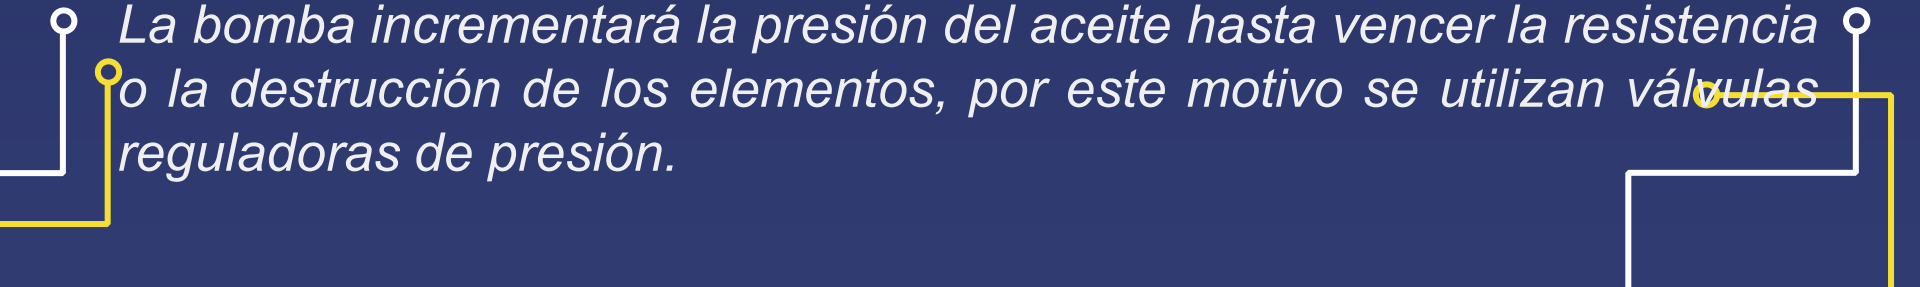 La bomba incrementará la presión del aceite hasta vencer la resistencia
o la destrucción de los elementos, por este motivo se utilizan válvulas
reguladoras de presión.